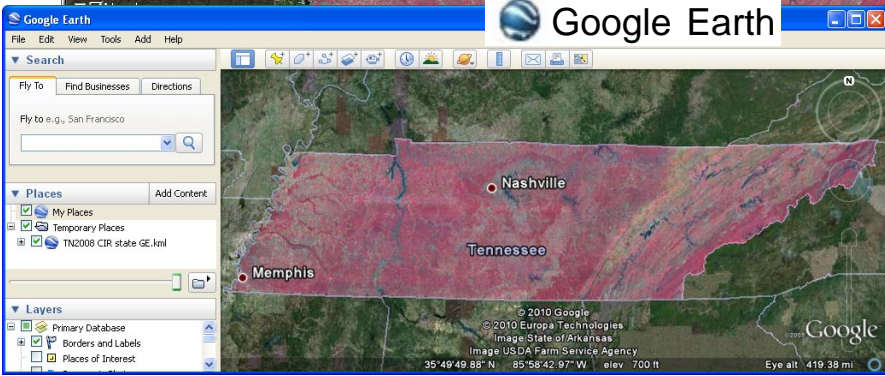 Google Earth
Google Earth
File Edit View Tools Add Help
Search
Fly To Find Businesses Directions
Fly to e.g., San Francisco
Places Add Content
My Places
Temporary Places
TN2008 CIR state GE.kml
Layers
Primary Database
Borders and Labels
Places of Interest
N
Nashville
Tennessee
Memphis
© 2010 Google
© 2010 Europa Technologies
Image State of Arkansas
Image USDA Farm Service Agency
©2009 Google
35°49'49.88" N 85°58'42.97" W elev 700 ft Eye alt 419.38 mi